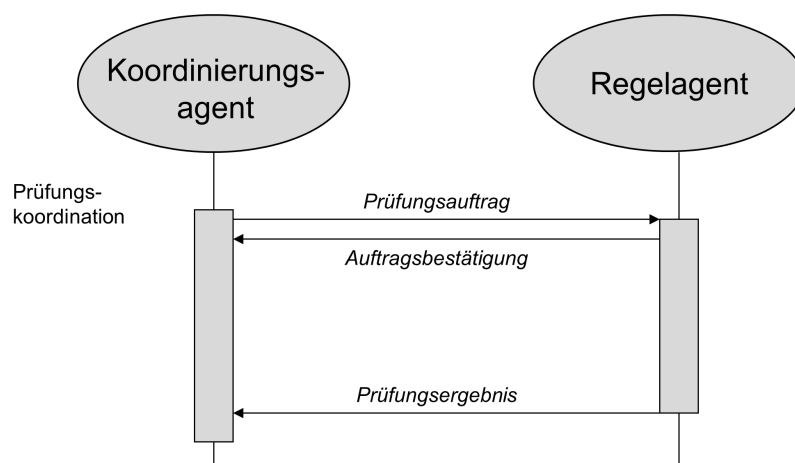 Koordinierungs-
agent
Regelagent
Prüfungs-
koordination
Prüfungsauftrag
Auftragsbestätigung
Prüfungsergebnis